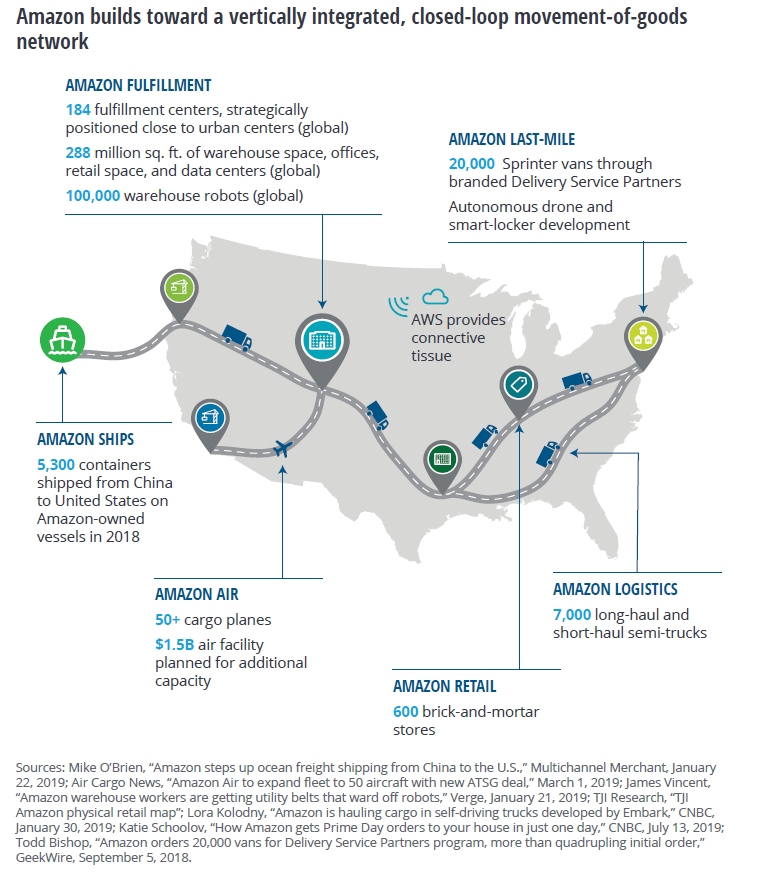 Amazon builds toward a vertically integrated, closed-loop movement-of-goods
network
AMAZON FULFILLMENT
184 fulfillment centers, strategically
positioned close to urban centers (global)
288 million sq. ft. of warehouse space, offices,
retail space, and data centers (global)
100,000 warehouse robots (global)
AMAZON LAST-MILE
20,000 Sprinter vans through
branded Delivery Service Partners
Autonomous drone and
smart-locker development
AWS provides
connective
tissue
AMAZON SHIPS
5,300 containers
shipped from China
to United States on
Amazon-owned
vessels in 2018
AMAZON AIR
50+ cargo planes
$1.5B air facility
planned for additional
capacity
AMAZON LOGISTICS
7,000 long-haul and
short-haul semi-trucks
AMAZON RETAIL
600 brick-and-mortar
stores
Sources: Mike O’Brien, “Amazon steps up ocean freight shipping from China to the U.S.,” Multichannel Merchant, January
22, 2019; Air Cargo News, “Amazon Air to expand fleet to 50 aircraft with new ATSG deal,” March 1, 2019; James Vincent,
“Amazon warehouse workers are getting utility belts that ward off robots,” Verge, January 21, 2019; TJI Research, “TJI
Amazon physical retail map”; Lora Kolodny, “Amazon is hauling cargo in self-driving trucks developed by Embark,” CNBC,
January 30, 2019; Katie Schoolov, “How Amazon gets Prime Day orders to your house in just one day,” CNBC, July 13, 2019;
Todd Bishop, “Amazon orders 20,000 vans for Delivery Service Partners program, more than quadrupling initial order,”
GeekWire, September 5, 2018.